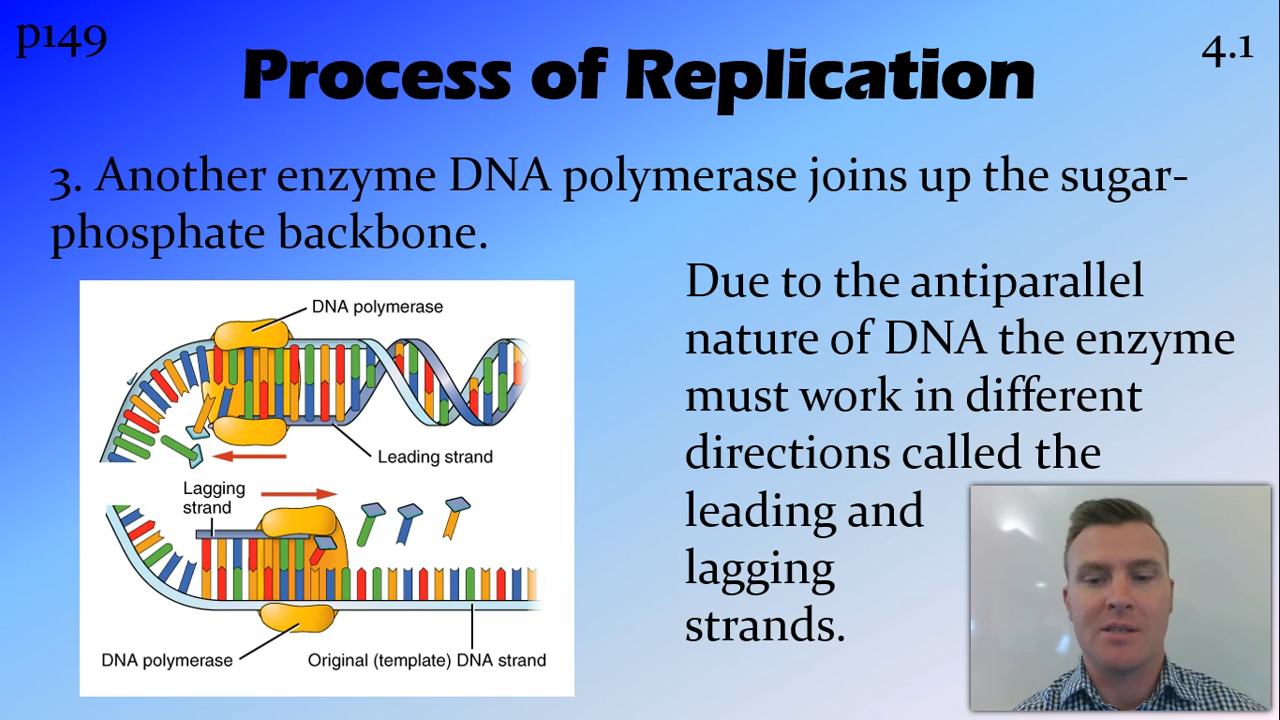 p149
4.1
Process of Replication
3. Another enzyme DNA polymerase joins up the sugar-
phosphate backbone.
Due to the antiparallel
nature of DNA the enzyme
must work in different
directions called the
leading and
lagging
strands.
DNA polymerase
Leading strand
Lagging
strand
DNA polymerase
Original (template) DNA strand